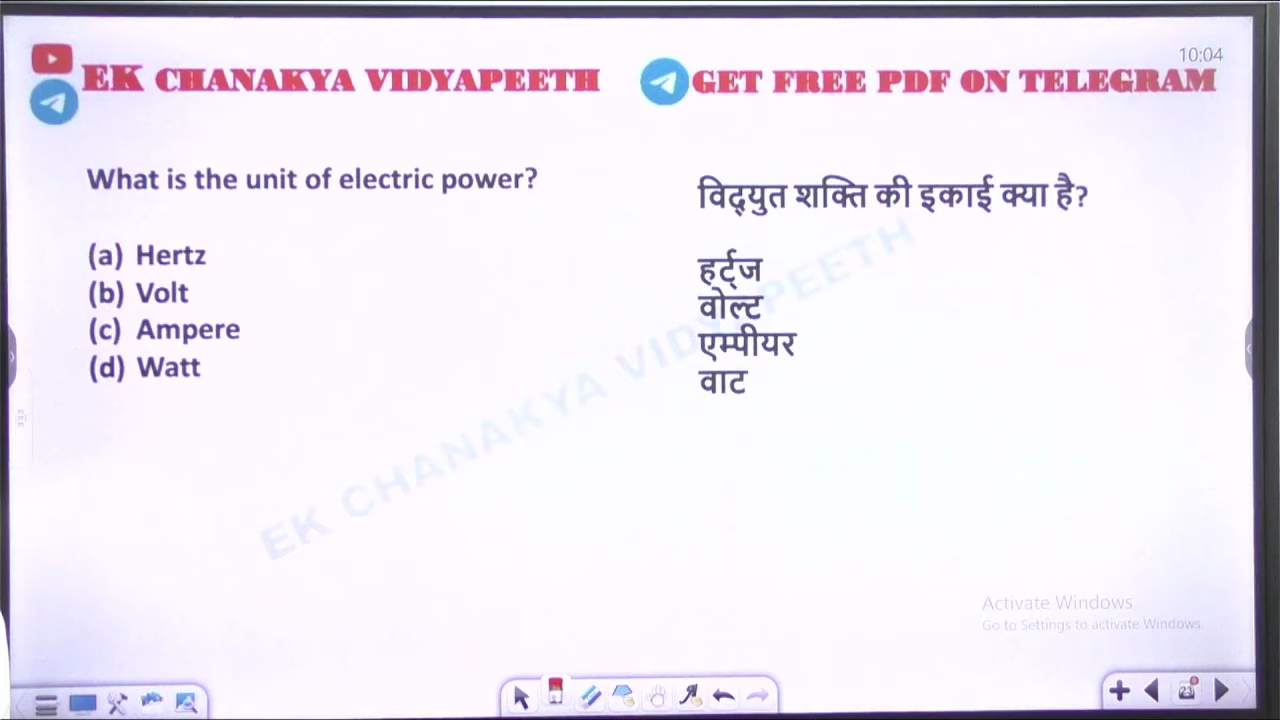 10:04
EK CHANAKYA VIDYAPEETH
GET FREE PDF ON TELEGRAM
What is the unit of electric power?
(a) Hertz
(b) Volt
(c) Ampere
(d) Watt
विद्युत शक्ति की इकाई क्या है?
हर्ट्ज
वोल्ट
एम्पीयर
वाट
EK CHANAKYA VIDYAPEETH
Activate Windows
Go to Settings to activate Windows.
23